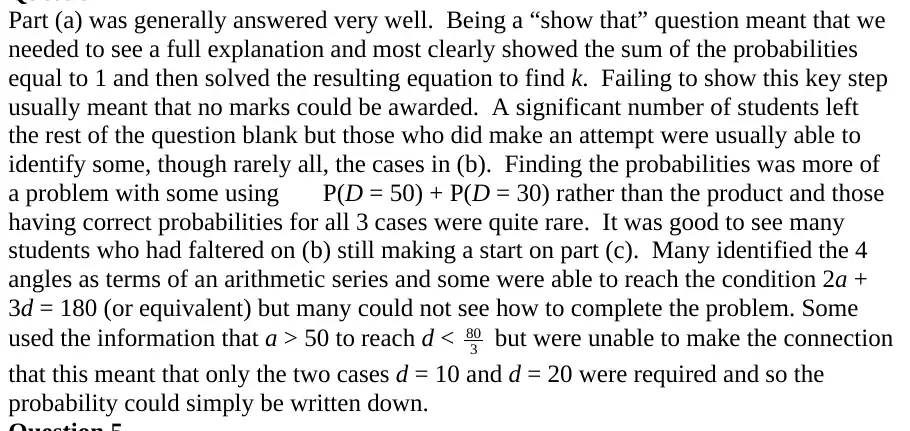 Part (a) was generally answered very well.  Being a “show that” question meant that we
needed to see a full explanation and most clearly showed the sum of the probabilities
equal to 1 and then solved the resulting equation to find k.  Failing to show this key step
usually meant that no marks could be awarded.  A significant number of students left
the rest of the question blank but those who did make an attempt were usually able to
identify some, though rarely all, the cases in (b).  Finding the probabilities was more of
a problem with some using P(D = 50) + P(D = 30) rather than the product and those
having correct probabilities for all 3 cases were quite rare.  It was good to see many
students who had faltered on (b) still making a start on part (c).  Many identified the 4
angles as terms of an arithmetic series and some were able to reach the condition 2a +
3d = 180 (or equivalent) but many could not see how to complete the problem. Some
used the information that a > 50 to reach d < 80/3 but were unable to make the connection
that this meant that only the two cases d = 10 and d = 20 were required and so the
probability could simply be written down.
Question 5